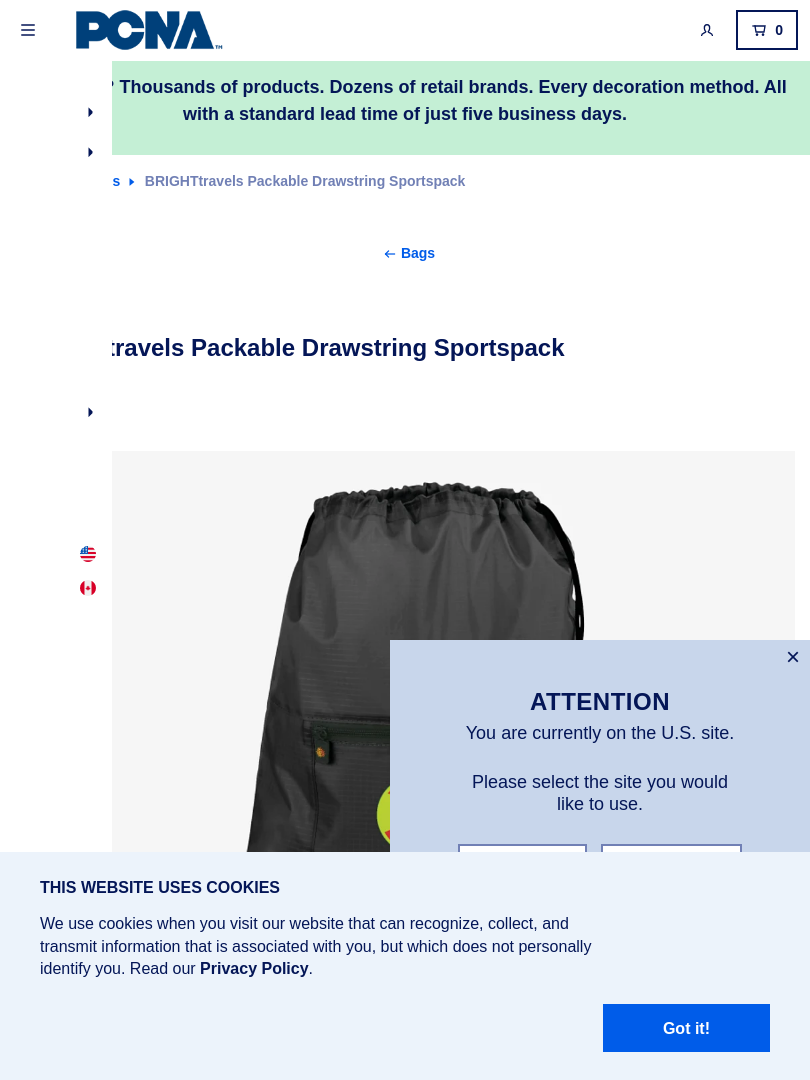 PCNA™
0
? Thousands of products. Dozens of retail brands. Every decoration method. All
with a standard lead time of just five business days.
s BRIGHTtravels Packable Drawstring Sportspack
Bags
travels Packable Drawstring Sportspack
ATTENTION
You are currently on the U.S. site.
Please select the site you would
like to use.
THIS WEBSITE USES COOKIES
We use cookies when you visit our website that can recognize, collect, and
transmit information that is associated with you, but which does not personally
identify you. Read our Privacy Policy.
Got it!